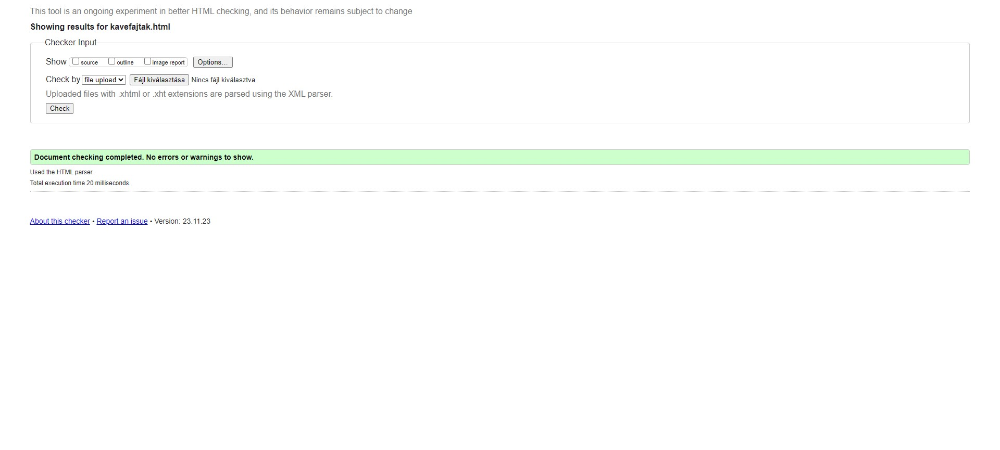 This tool is an ongoing experiment in better HTML checking, and its behavior remains subject to change
Showing results for kavefajtak.html
Checker Input
Show source outline image report Options...
Check by file upload Fájl kiválasztása Nincs fájl kiválasztva
Uploaded files with .xhtml or .xht extensions are parsed using the XML parser.
Check
Document checking completed. No errors or warnings to show.
Used the HTML parser.
Total execution time 20 milliseconds.
About this checker • Report an issue • Version: 23.11.23